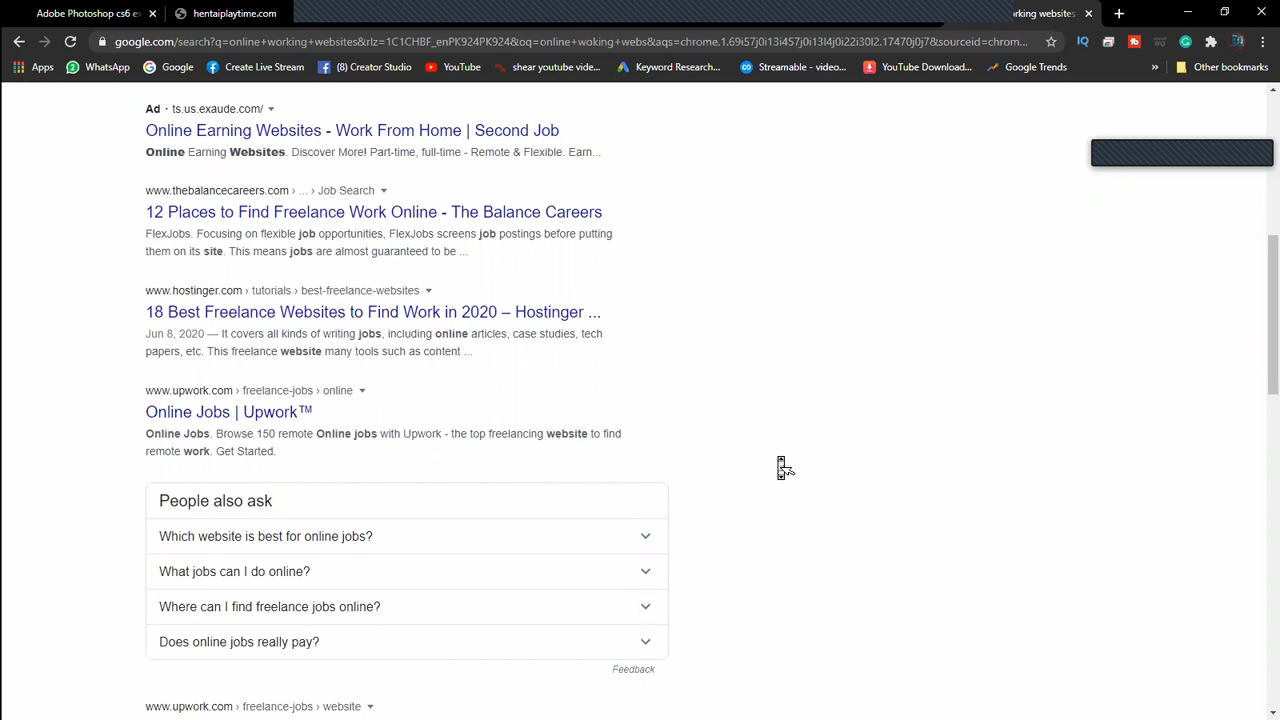 Adobe Photoshop cs6 e
hentaiplaytime.com
rking websites
google.com/search?q=online+working+websites&rlz=1C1CHBF_enPK924PK924&oq=online+woking+webs&aqs=chrome.1.69i57j0i13i457j0i13l4j0i22i30l2.17470j0j7&sourceid=chrom...
Apps WhatsApp Google Create Live Stream (8) Creator Studio YouTube shear youtube vide... Keyword Research... Streamable - video... YouTube Download... Google Trends » Other bookmarks
Ad · ts.us.exaude.com/
Online Earning Websites - Work From Home | Second Job
Online Earning Websites. Discover More! Part-time, full-time - Remote & Flexible. Earn...
www.thebalancecareers.com › ... › Job Search
12 Places to Find Freelance Work Online - The Balance Careers
FlexJobs. Focusing on flexible job opportunities, FlexJobs screens job postings before putting
them on its site. This means jobs are almost guaranteed to be ...
www.hostinger.com › tutorials › best-freelance-websites
18 Best Freelance Websites to Find Work in 2020 – Hostinger ...
Jun 8, 2020 — It covers all kinds of writing jobs, including online articles, case studies, tech
papers, etc. This freelance website many tools such as content ...
www.upwork.com › freelance-jobs › online
Online Jobs | Upwork™
Online Jobs. Browse 150 remote Online jobs with Upwork - the top freelancing website to find
remote work. Get Started.
People also ask
Which website is best for online jobs?
What jobs can I do online?
Where can I find freelance jobs online?
Does online jobs really pay?
Feedback
www.upwork.com › freelance-jobs › website